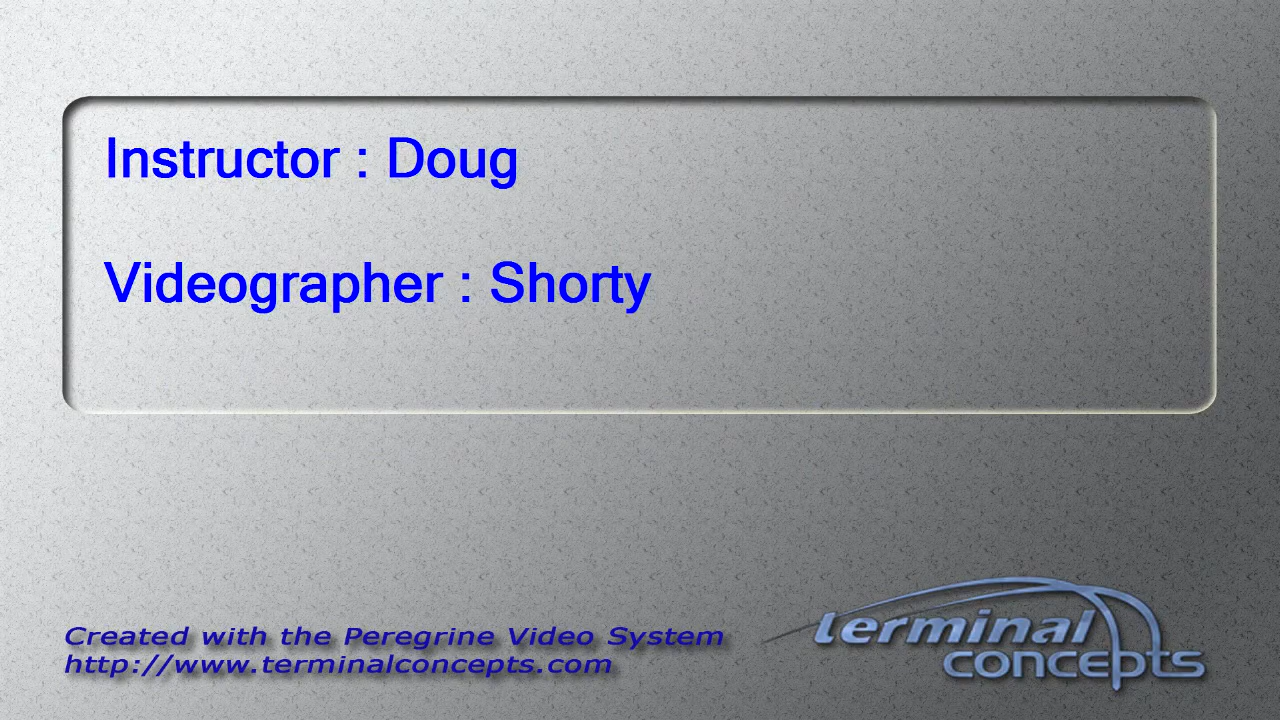 Instructor : Doug
Videographer : Shorty
Created with the Peregrine Video System
http://www.terminalconcepts.com
terminal
concepts